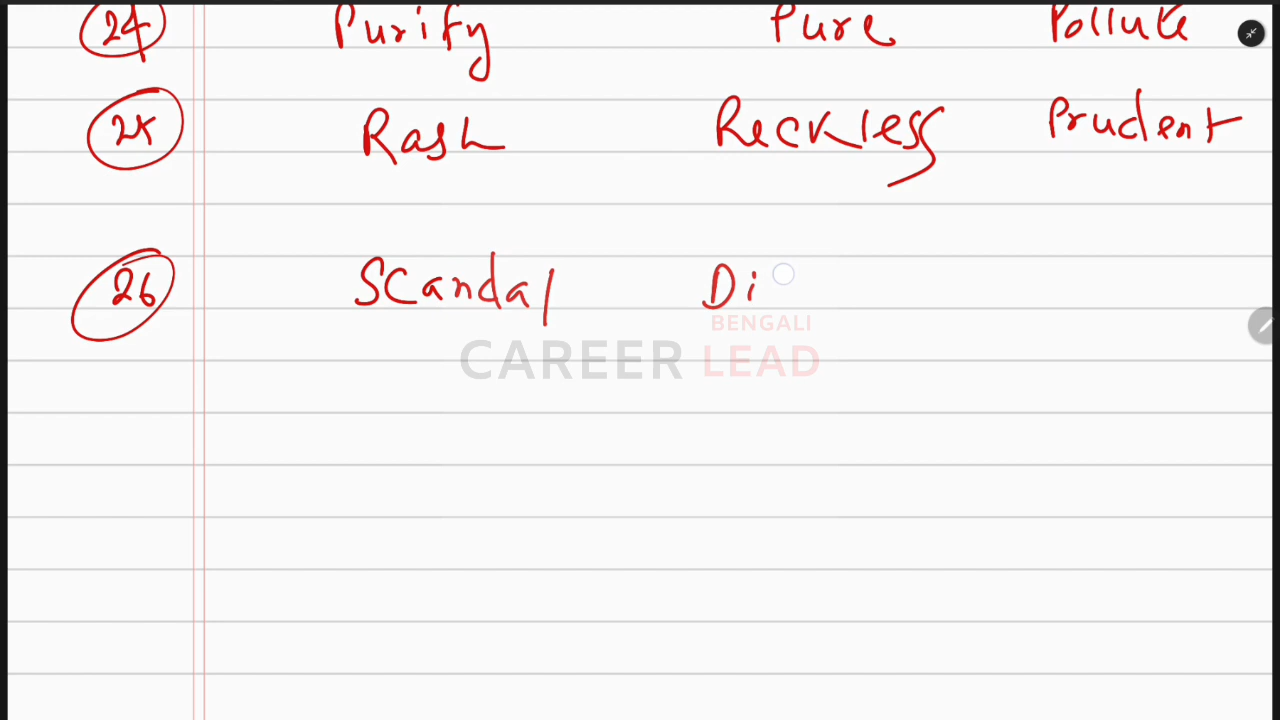 24 Purify Pure Pollute
25 Rash Reckless Prudent
26 Scandal Di
BENGALI
CAREER LEAD